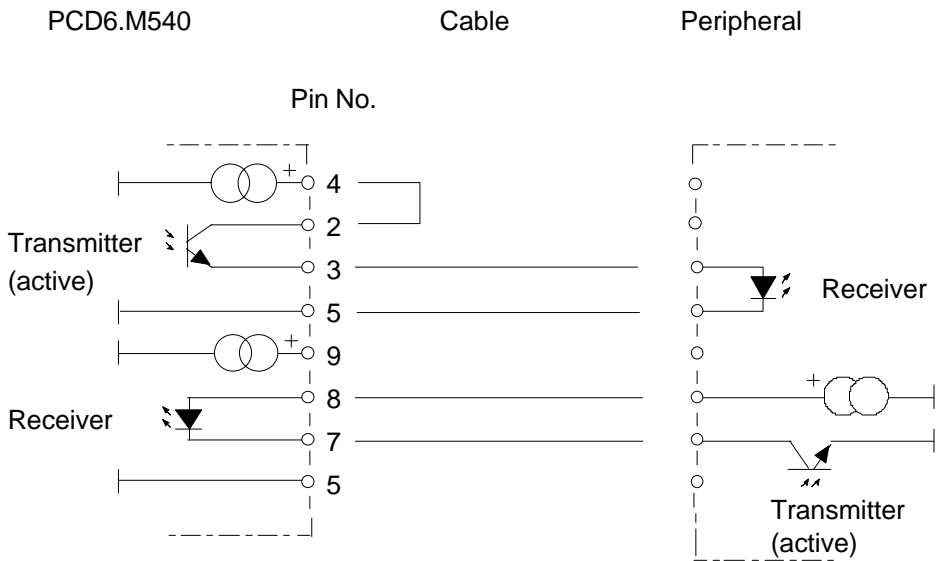 PCD6.M540 Cable Peripheral
Pin No.
+ 4
2
Transmitter
(active)
3
Receiver
5
+ 9
+
8
Receiver
7
5
Transmitter
(active)